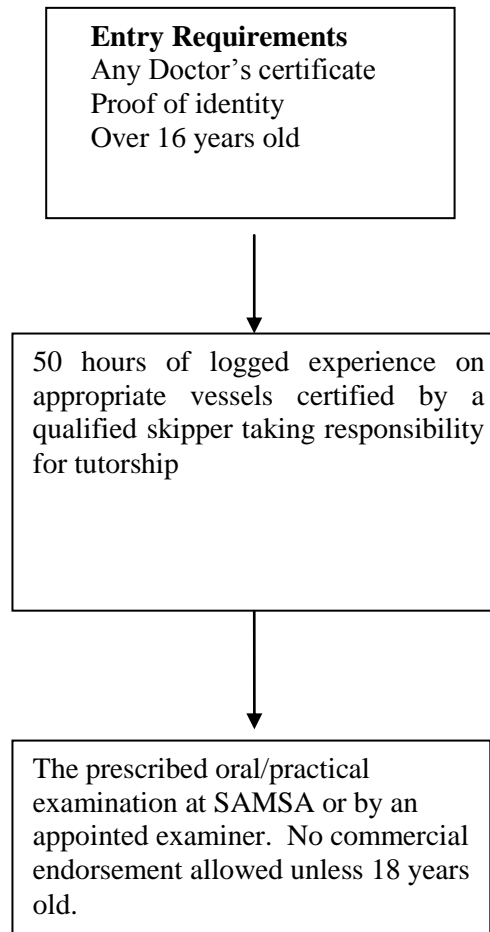 Entry Requirements
Any Doctor’s certificate
Proof of identity
Over 16 years old
50 hours of logged experience on
appropriate vessels certified by a
qualified skipper taking responsibility
for tutorship
The prescribed oral/practical
examination at SAMSA or by an
appointed examiner.  No commercial
endorsement allowed unless 18 years
old.